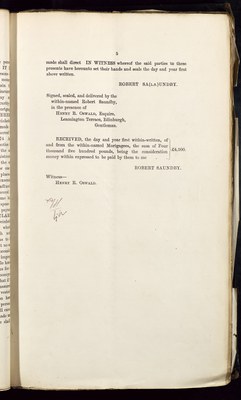 5
made shall direct IN WITNESS whereof the said parties to these
presents have hereunto set their hands and seals the day and year first
above written.
ROBERT SA(L.S.)UNDBY.
Signed, sealed, and delivered by the
within-named Robert Saundby,
in the presence of
HENRY R. OSWALD, Esquire,
Leamington Terrace, Edinburgh,
Gentleman.
RECEIVED, the day and year first within-written, of
and from the within-named Mortgagees, the sum of Four
thousand five hundred pounds, being the consideration
money within expressed to be paid by them to me
£4,500.
ROBERT SAUNDBY.
Witness—
HENRY R. OSWALD.